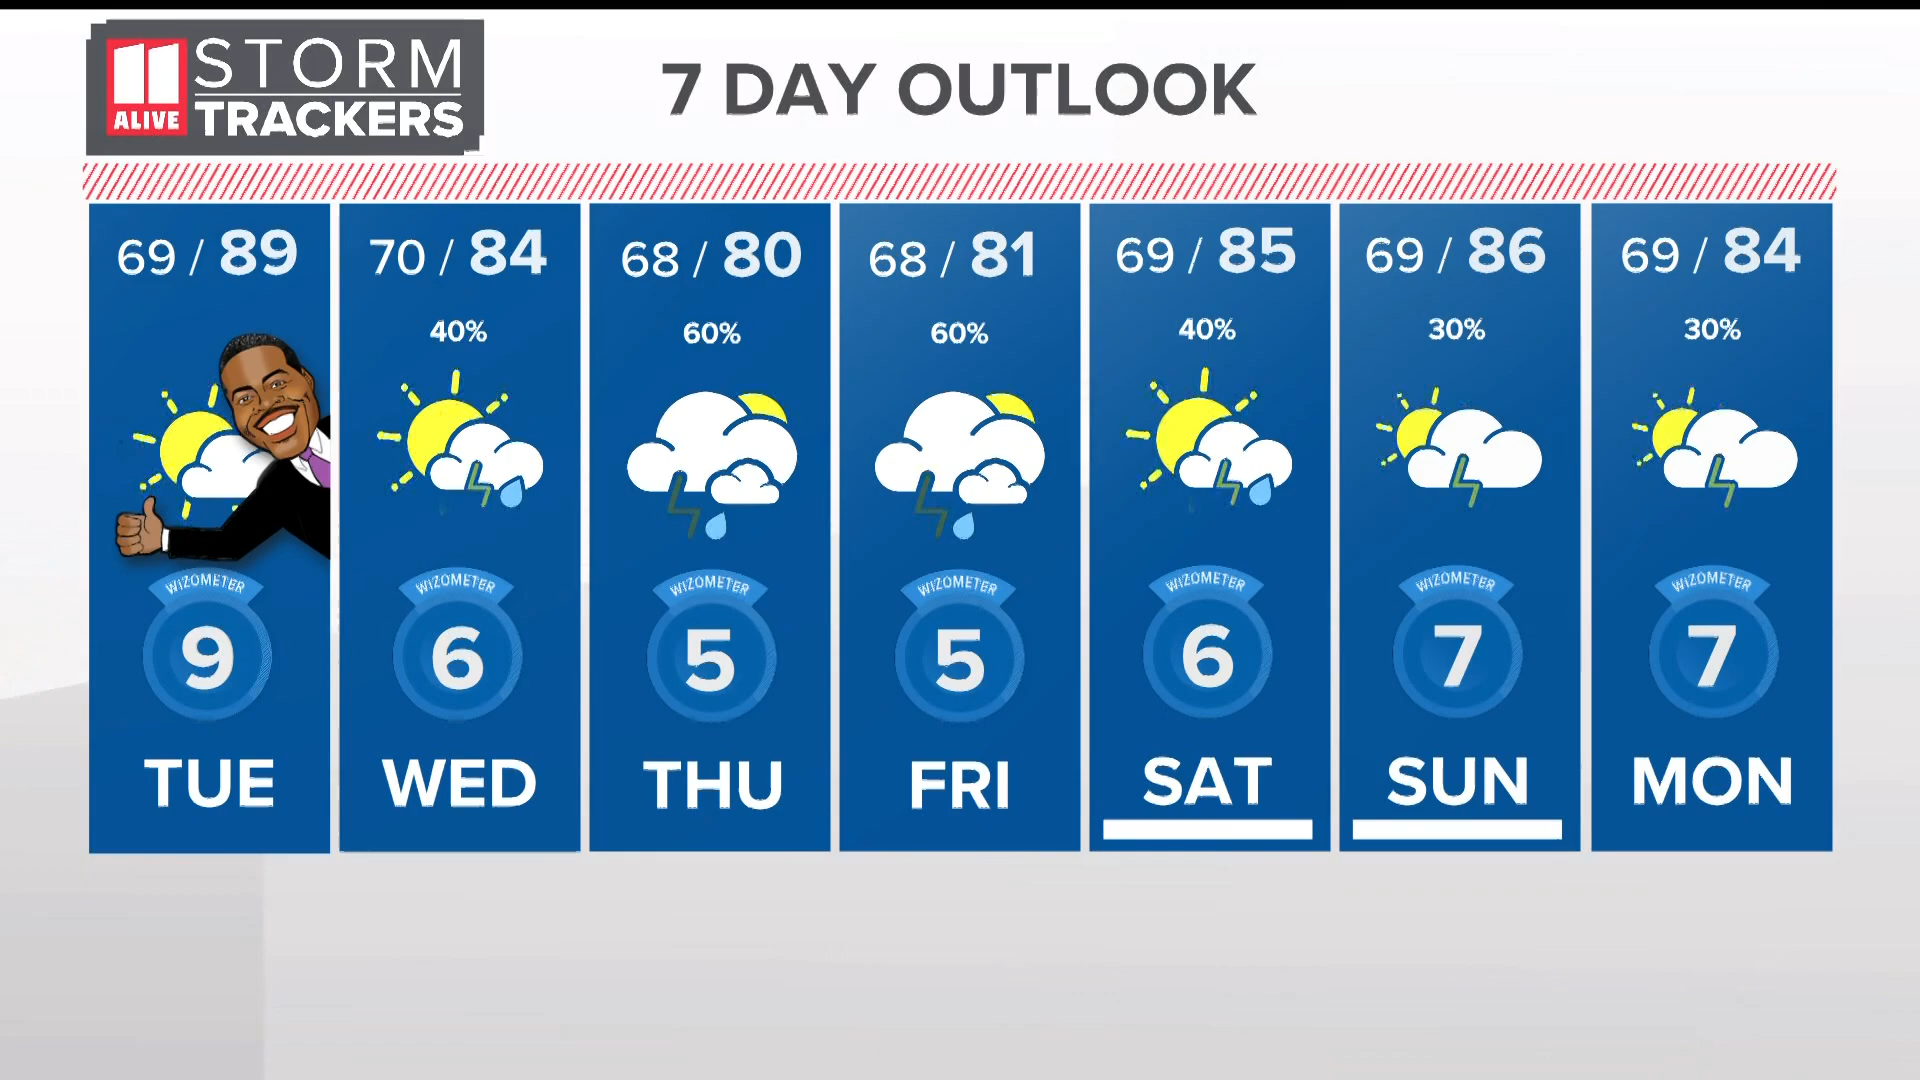 11 ALIVE
STORM
TRACKERS
7 DAY OUTLOOK
69 / 89
WIZOMETER
9
TUE
70 / 84
40%
WIZOMETER
6
WED
68 / 80
60%
WIZOMETER
5
THU
68 / 81
60%
WIZOMETER
5
FRI
69 / 85
40%
WIZOMETER
6
SAT
69 / 86
30%
WIZOMETER
7
SUN
69 / 84
30%
WIZOMETER
7
MON